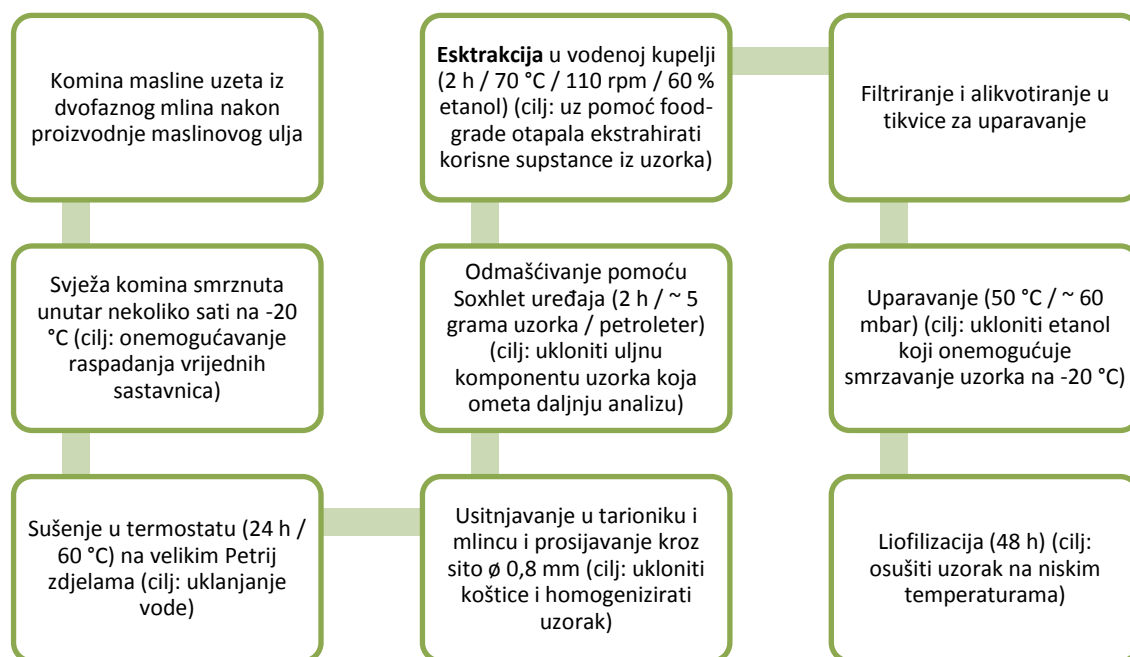 Komina masline uzeta iz
dvofaznog mlina nakon
proizvodnje maslinovog ulja
Svježa komina smrznuta
unutar nekoliko sati na -20
°C (cilj: onemogućavanje
raspadanja vrijednih
sastavnica)
Sušenje u termostatu (24 h /
60 °C) na velikim Petrij
zdjelama (cilj: uklanjanje
vode)
Usitnjavanje u tarioniku i
mlincu i prosijavanje kroz
sito ø 0,8 mm (cilj: ukloniti
koštice i homogenizirati
uzorak)
Odmašćivanje pomoću
Soxhlet uređaja (2 h / ~ 5
grama uzorka / petroleter)
(cilj: ukloniti uljnu
komponentu uzorka koja
ometa daljnju analizu)
Esktrakcija u vodenoj kupelji
(2 h / 70 °C / 110 rpm / 60 %
etanol) (cilj: uz pomoć food-
grade otapala ekstrahirati
korisne supstance iz uzorka)
Filtriranje i alikvotiranje u
tikvice za uparavanje
Uparavanje (50 °C / ~ 60
mbar) (cilj: ukloniti etanol
koji onemogućuje
smrzavanje uzorka na -20 °C)
Liofilizacija (48 h) (cilj:
osušiti uzorak na niskim
temperaturama)